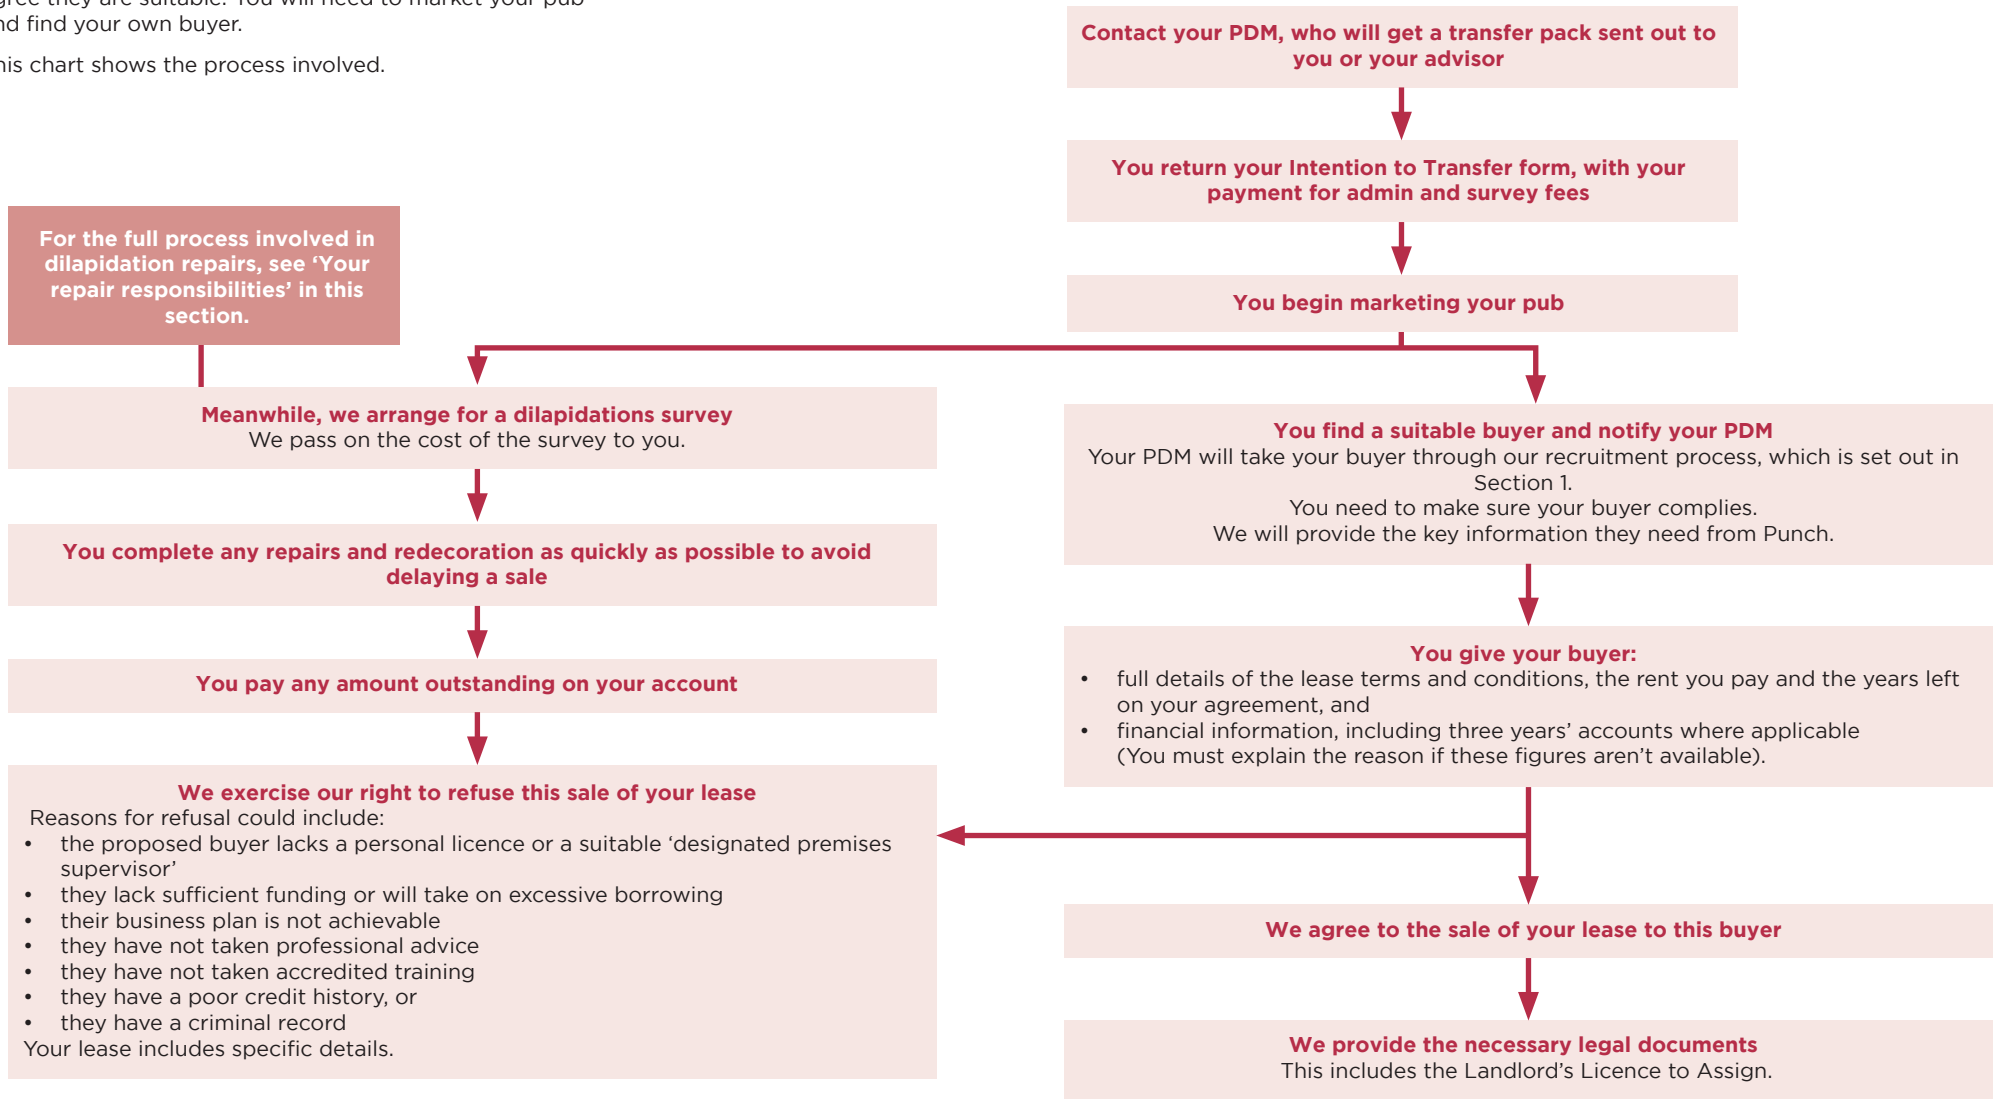 gree they are suitable. You will need to market your pub
nd find your own buyer.
his chart shows the process involved.
Contact your PDM, who will get a transfer pack sent out to
you or your advisor
You return your Intention to Transfer form, with your
payment for admin and survey fees
You begin marketing your pub
For the full process involved in
dilapidation repairs, see ‘Your
repair responsibilities’ in this
section.
Meanwhile, we arrange for a dilapidations survey
We pass on the cost of the survey to you.
You complete any repairs and redecoration as quickly as possible to avoid
delaying a sale
You pay any amount outstanding on your account
We exercise our right to refuse this sale of your lease
Reasons for refusal could include:
• the proposed buyer lacks a personal licence or a suitable ‘designated premises
supervisor’
• they lack sufficient funding or will take on excessive borrowing
• their business plan is not achievable
• they have not taken professional advice
• they have not taken accredited training
• they have a poor credit history, or
• they have a criminal record
Your lease includes specific details.
You find a suitable buyer and notify your PDM
Your PDM will take your buyer through our recruitment process, which is set out in
Section 1.
You need to make sure your buyer complies.
We will provide the key information they need from Punch.
You give your buyer:
• full details of the lease terms and conditions, the rent you pay and the years left
on your agreement, and
• financial information, including three years’ accounts where applicable
(You must explain the reason if these figures aren’t available).
We agree to the sale of your lease to this buyer
We provide the necessary legal documents
This includes the Landlord’s Licence to Assign.